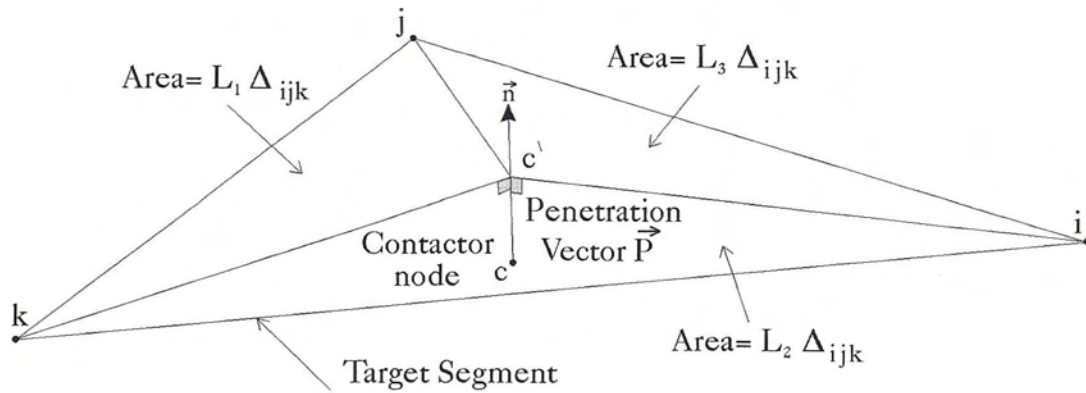 j
Area= L₁ Δ ijk
Area= L₃ Δ ijk
n⃗
c'
Penetration
Vector P⃗
Contactor
node
c
i
k
Area= L₂ Δ ijk
Target Segment